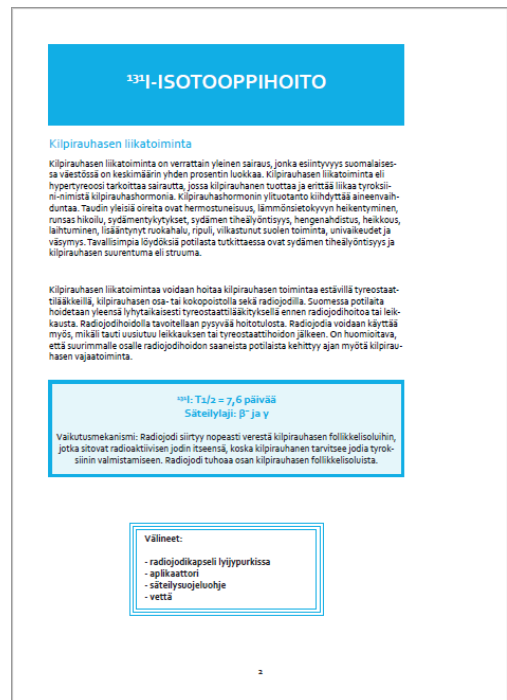 ¹³¹I-ISOTOOPPIHOITO
Kilpirauhasen liikatoiminta
Kilpirauhasen liikatoiminta on verrattain yleinen sairaus, jonka esiintyvyys suomalaises-
sa väestössä on keskimäärin yhden prosentin luokkaa. Kilpirauhasen liikatoiminta eli
hypertyreoosi tarkoittaa sairautta, jossa kilpirauhanen tuottaa ja erittää liikaa tyroksii-
ni-nimistä kilpirauhashormonia. Kilpirauhashormonin ylituotanto kiihdyttää aineenvaih-
duntaa. Taudin yleisiä oireita ovat hermostuneisuus, lämmönsietokyvyn heikentyminen,
runsas hikoilu, sydämentykytykset, sydämen tiheälyöntisyys, hengenahdistus, heikkous,
laihtuminen, lisääntynyt ruokahalu, ripuli, vilkastunut suolen toiminta, univaikeudet ja
väsymys. Tavallisimpia löydöksiä potilasta tutkittaessa ovat sydämen tiheälyöntisyys ja
kilpirauhasen suurentuma eli struuma.
Kilpirauhasen liikatoimintaa voidaan hoitaa kilpirauhasen toimintaa estävillä tyreostaat-
tilääkkeillä, kilpirauhasen osa- tai kokopoistolla sekä radiojodilla. Suomessa potilaita
hoidetaan yleensä lyhytaikaisesti tyreostaattilääkityksellä ennen radiojodihoitoa tai leik-
kausta. Radiojodihoidolla tavoitellaan pysyvää hoitotulosta. Radiojodia voidaan käyttää
myös, mikäli tauti uusiutuu leikkauksen tai tyreostaattihoidon jälkeen. On huomioitava,
että suurimmalle osalle radiojodihoidon saaneista potilaista kehittyy ajan myötä kilpirau-
hasen vajaatoiminta.
¹³¹I: T1/2 = 7,6 päivää
Säteilylaji: β⁻ ja γ
Vaikutusmekanismi: Radiojodi siirtyy nopeasti verestä kilpirauhasen follikkelisoluihin,
jotka sitovat radioaktiivisen jodin itseensä, koska kilpirauhanen tarvitsee jodia tyrok-
siinin valmistamiseen. Radiojodi tuhoaa osan kilpirauhasen follikkelisoluista.
Välineet:
- radiojodikapseli lyijypurkissa
- aplikaattori
- säteilysuojeluohje
- vettä
2